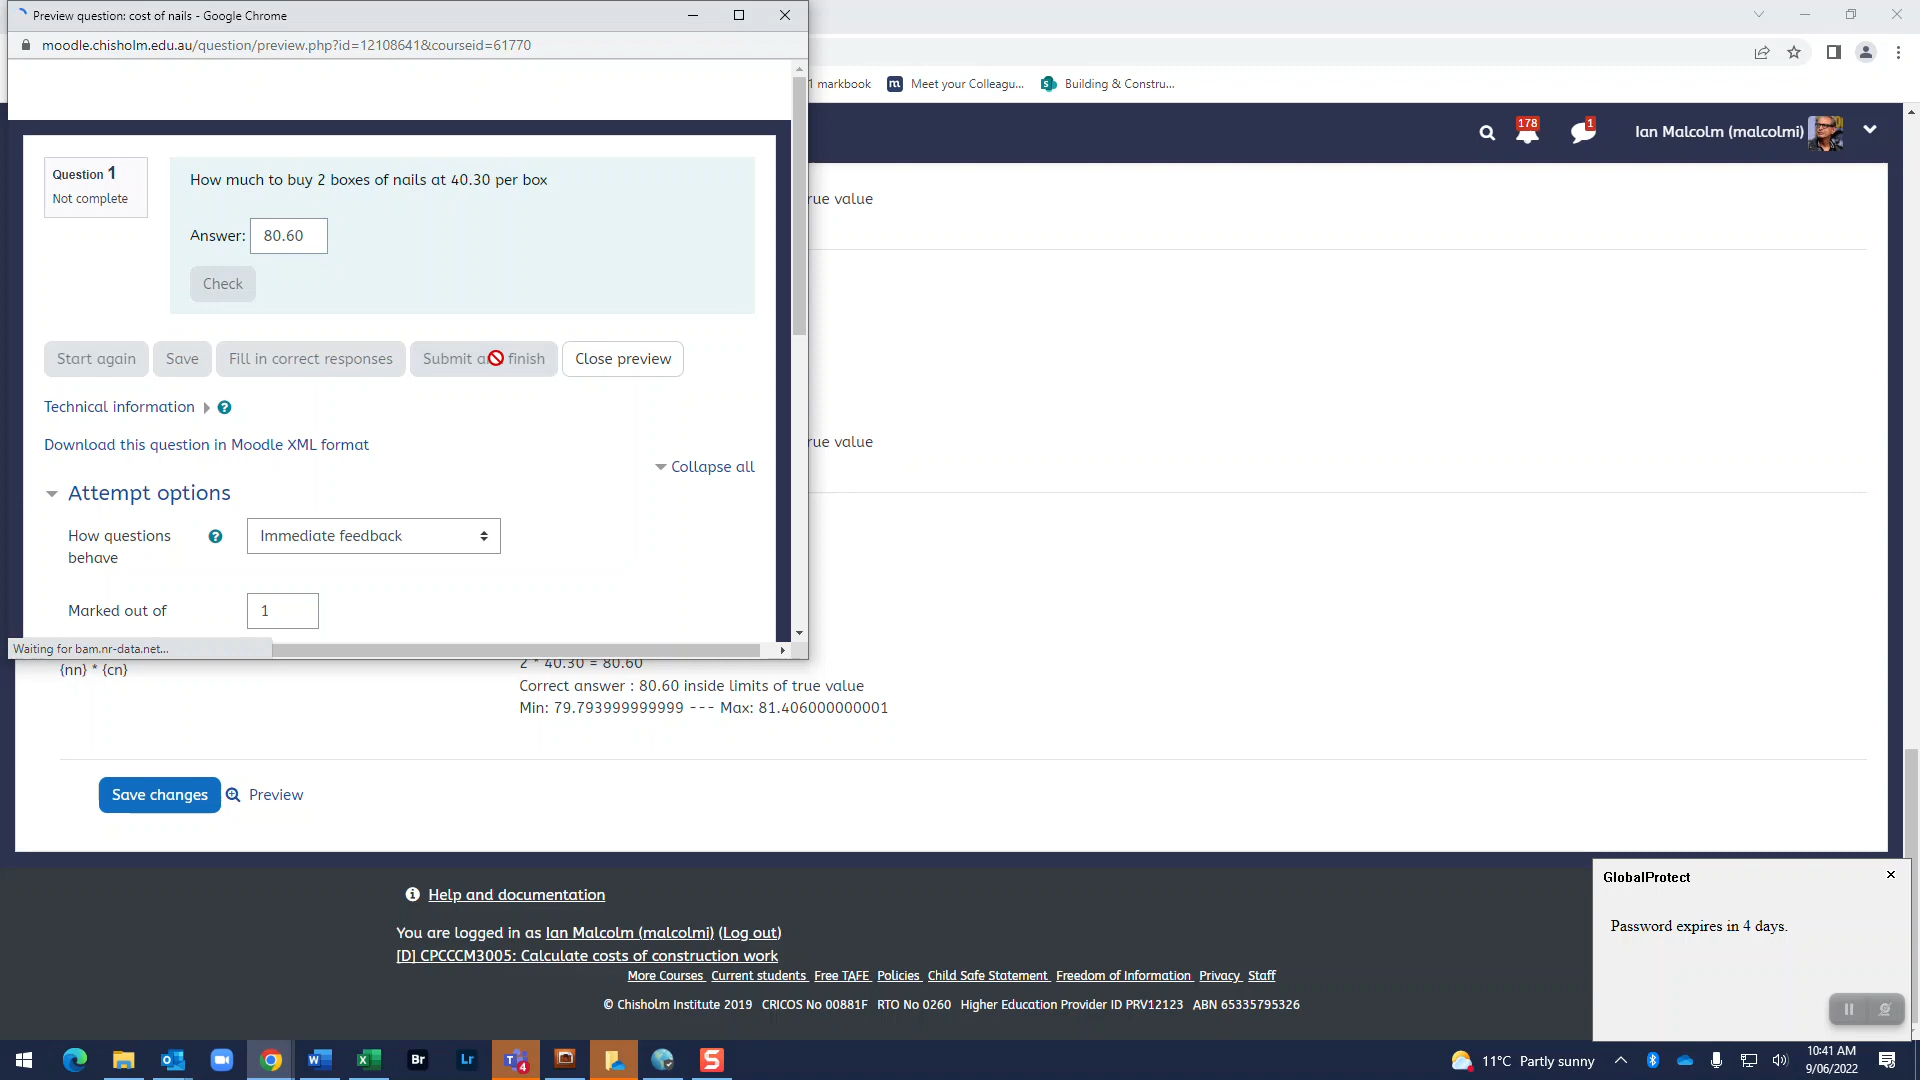 Preview question: cost of nails - Google Chrome
moodle.chisholm.edu.au/question/preview.php?id=12108641&courseid=61770
1 markbook
Meet your Colleagu...
Building & Constru...
178
1
Ian Malcolm (malcolmi)
Question 1
Not complete
How much to buy 2 boxes of nails at 40.30 per box
Answer: 80.60
Check
rue value
Start again
Save
Fill in correct responses
Submit a finish
Close preview
Technical information
Download this question in Moodle XML format
rue value
Collapse all
Attempt options
How questions behave
Immediate feedback
Marked out of
1
Waiting for bam.nr-data.net...
{nn} * {cn}
2 * 40.30 = 80.60
Correct answer : 80.60 inside limits of true value
Min: 79.793999999999 --- Max: 81.406000000001
Save changes
Preview
Help and documentation
You are logged in as Ian Malcolm (malcolmi) (Log out)
[D] CPCCCM3005: Calculate costs of construction work
More Courses Current students Free TAFE Policies Child Safe Statement Freedom of Information Privacy Staff
© Chisholm Institute 2019 CRICOS No 00881F RTO No 0260 Higher Education Provider ID PRV12123 ABN 65335795326
GlobalProtect
Password expires in 4 days.
Br
Lr
4
11°C Partly sunny
10:41 AM
9/06/2022